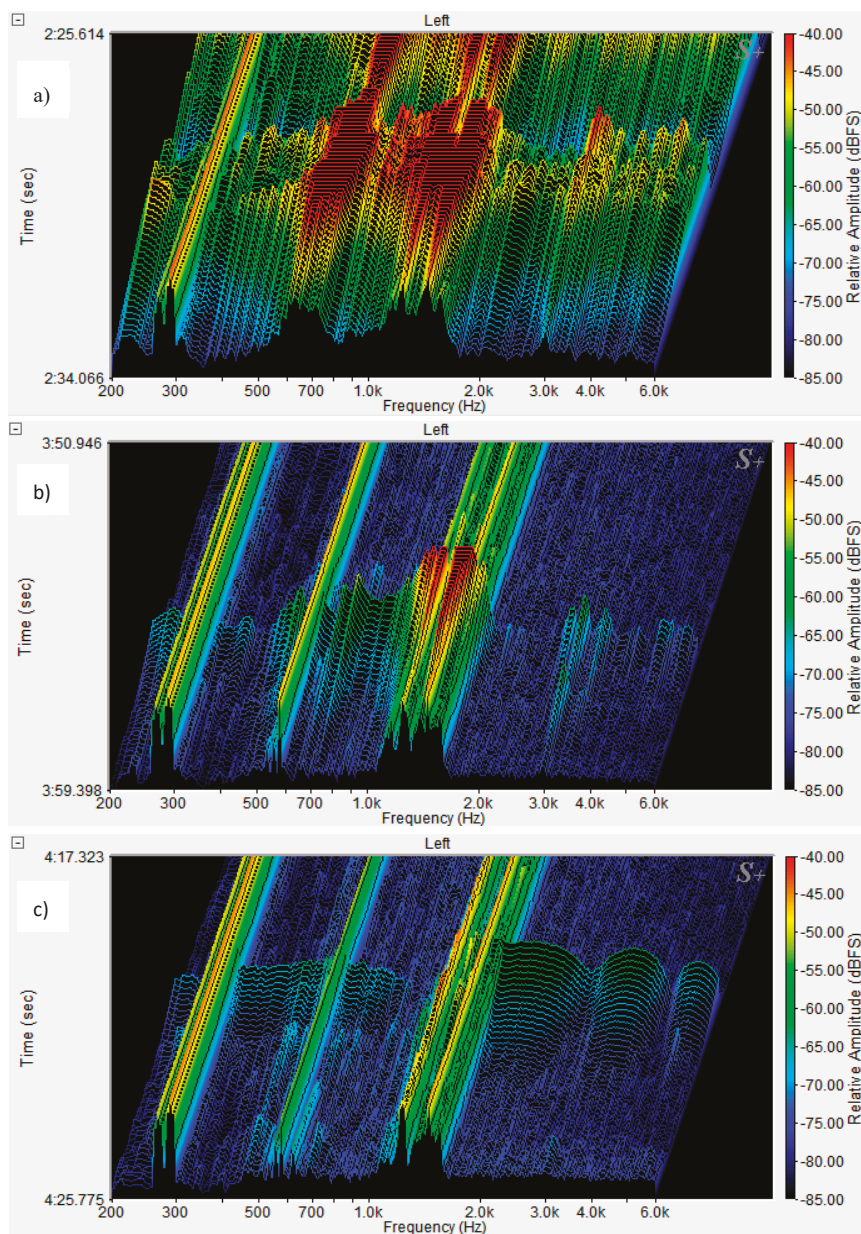 Left
2:25.614
a)
S+
Time (sec)
2:34.066
200 300 500 700 1.0k 2.0k 3.0k 4.0k 6.0k
Frequency (Hz)
-40.00
-45.00
-50.00
-55.00
-60.00
-65.00
-70.00
-75.00
-80.00
-85.00
Relative Amplitude (dBFS)
Left
3:50.946
b)
S+
Time (sec)
3:59.398
200 300 500 700 1.0k 2.0k 3.0k 4.0k 6.0k
Frequency (Hz)
-40.00
-45.00
-50.00
-55.00
-60.00
-65.00
-70.00
-75.00
-80.00
-85.00
Relative Amplitude (dBFS)
Left
4:17.323
c)
S+
Time (sec)
4:25.775
200 300 500 700 1.0k 2.0k 3.0k 4.0k 6.0k
Frequency (Hz)
-40.00
-45.00
-50.00
-55.00
-60.00
-65.00
-70.00
-75.00
-80.00
-85.00
Relative Amplitude (dBFS)